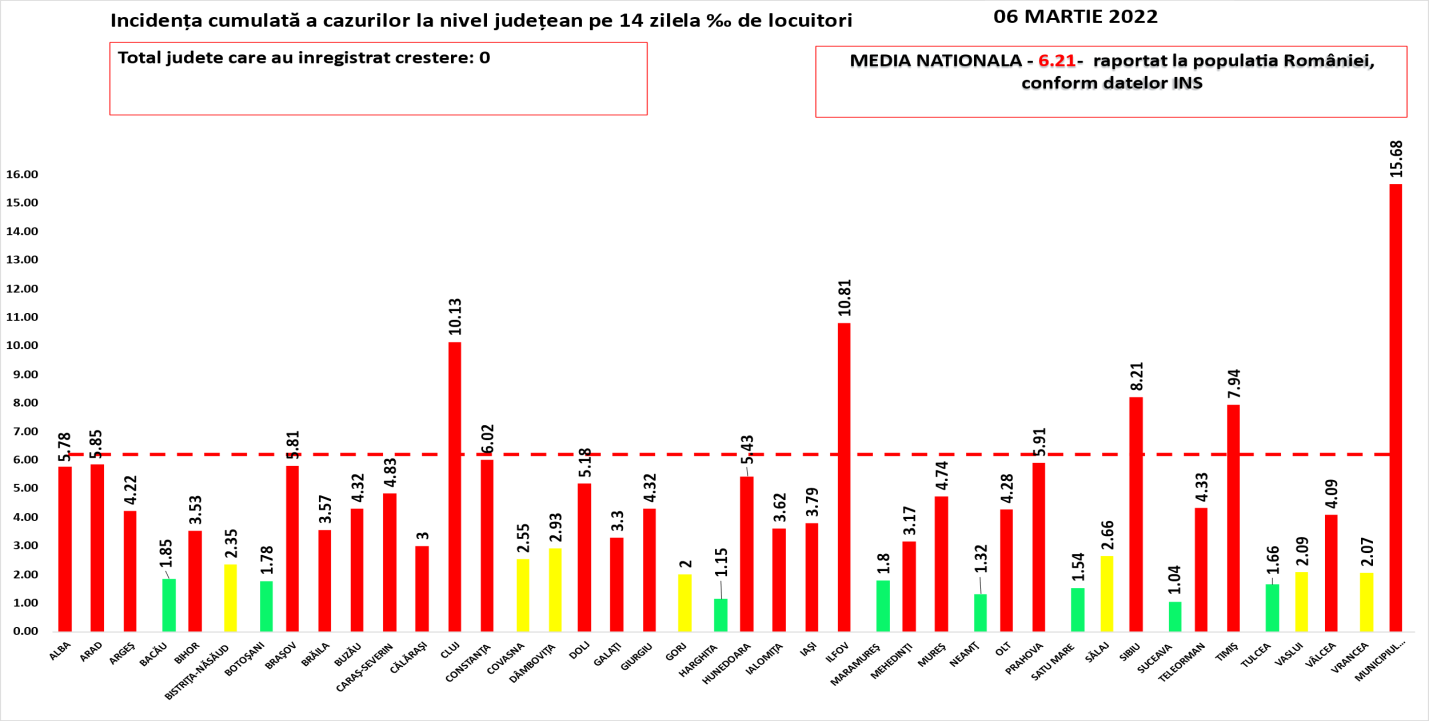 Incidența cumulată a cazurilor la nivel județean pe 14 zilela ‰ de locuitori
06 MARTIE 2022
Total judete care au inregistrat crestere: 0
MEDIA NATIONALA - 6.21- raportat la populatia României,
conform datelor INS
16.00
15.00
14.00
13.00
12.00
11.00
10.00
9.00
8.00
7.00
6.00
5.00
4.00
3.00
2.00
1.00
0.00
5.78
5.85
4.22
1.85
3.53
2.35
1.78
5.81
3.57
4.32
4.83
3
10.13
6.02
2.55
2.93
5.18
3.3
4.32
2
1.15
5.43
3.62
3.79
10.81
1.8
3.17
4.74
1.32
4.28
5.91
1.54
2.66
8.21
1.04
4.33
7.94
1.66
2.09
4.09
2.07
15.68
ALBA
ARAD
ARGEȘ
BACĂU
BIHOR
BISTRIȚA-NĂSĂUD
BOTOȘANI
BRAȘOV
BRĂILA
BUZĂU
CARAȘ-SEVERIN
CĂLĂRAȘI
CLUJ
CONSTANȚA
COVASNA
DÂMBOVIȚA
DOLJ
GALAȚI
GIURGIU
GORJ
HARGHITA
HUNEDOARA
IALOMIȚA
IAȘI
ILFOV
MARAMUREȘ
MEHEDINȚI
MUREȘ
NEAMȚ
OLT
PRAHOVA
SATU MARE
SĂLAJ
SIBIU
SUCEAVA
TELEORMAN
TIMIȘ
TULCEA
VASLUI
VÂLCEA
VRANCEA
MUNICIPIUL...